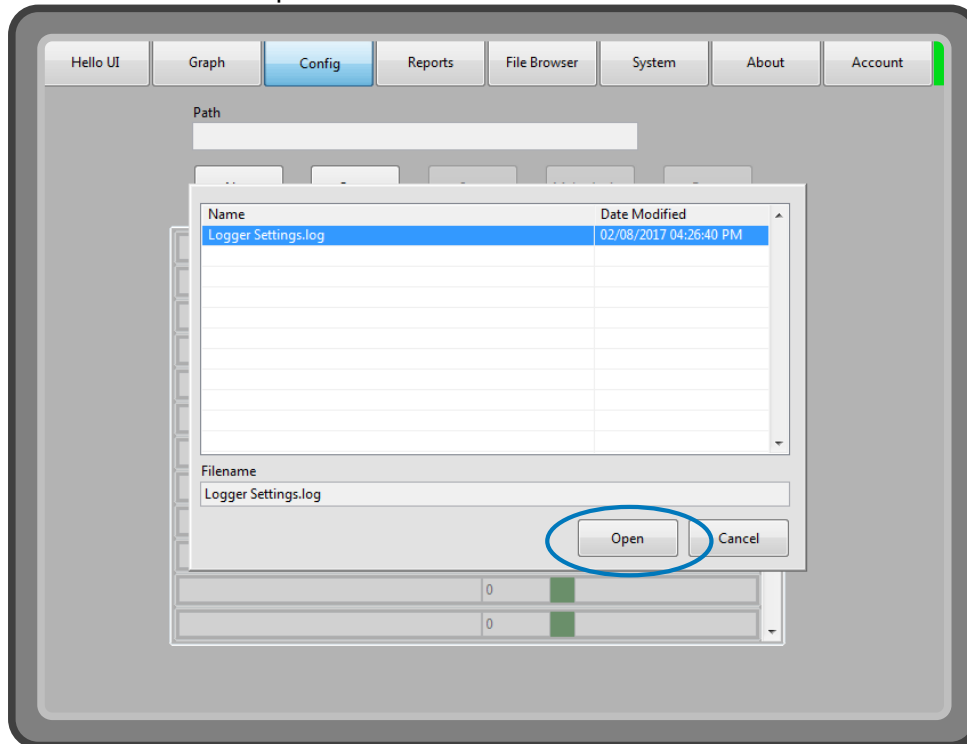 Hello UI Graph Config Reports File Browser System About Account
Path
Name Date Modified
Logger Settings.log 02/08/2017 04:26:40 PM
Filename
Logger Settings.log
Open Cancel
0
0